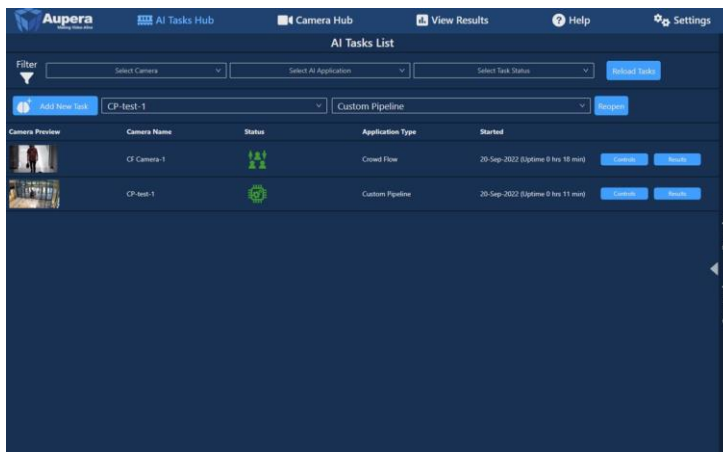 Aupera
Making Video Alive
AI Tasks Hub
Camera Hub
View Results
Help
Settings
AI Tasks List
Filter
Select Camera
Select AI Application
Select Task Status
Reload Tasks
Add New Task
CP-test-1
Custom Pipeline
Reopen
Camera Preview Camera Name Status Application Type Started
CF Camera-1 Crowd Flow 20-Sep-2022 (Uptime 0 hrs 18 min) Controls Results
CP-test-1 Custom Pipeline 20-Sep-2022 (Uptime 0 hrs 11 min) Controls Results